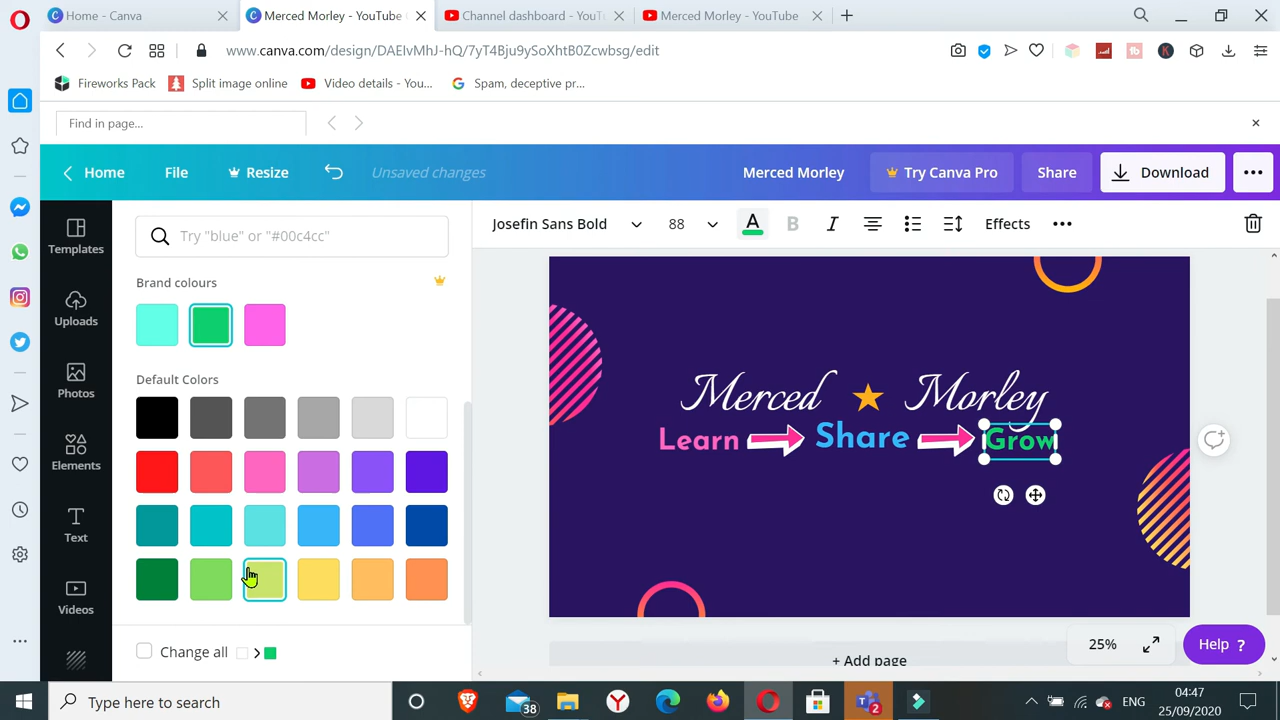 Home - Canva
Merced Morley - YouTube
Channel dashboard - YouT
Merced Morley - YouTube
www.canva.com/design/DAEIvMhJ-hQ/7yT4Bju9ySoXhtB0Zcwbsg/edit
Fireworks Pack
Split image online
Video details - You...
Spam, deceptive pr...
Find in page...
Home
File
Resize
Unsaved changes
Merced Morley
Try Canva Pro
Share
Download
Templates
Uploads
Photos
Elements
Text
Videos
Try "blue" or "#00c4cc"
Brand colours
Default Colors
Change all
Josefin Sans Bold
88
A
B
I
Effects
Merced Morley
Learn Share Grow
+ Add page
25%
Help ?
Type here to search
38
2
ENG
04:47
25/09/2020